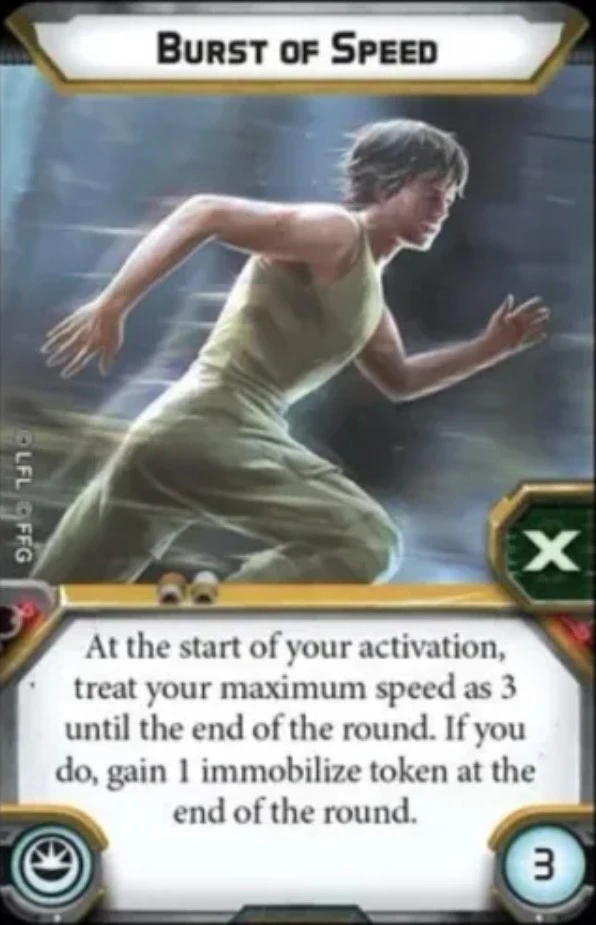 BURST OF SPEED
© LFL © FFG
X
At the start of your activation,
treat your maximum speed as 3
until the end of the round. If you
do, gain 1 immobilize token at the
end of the round.
3